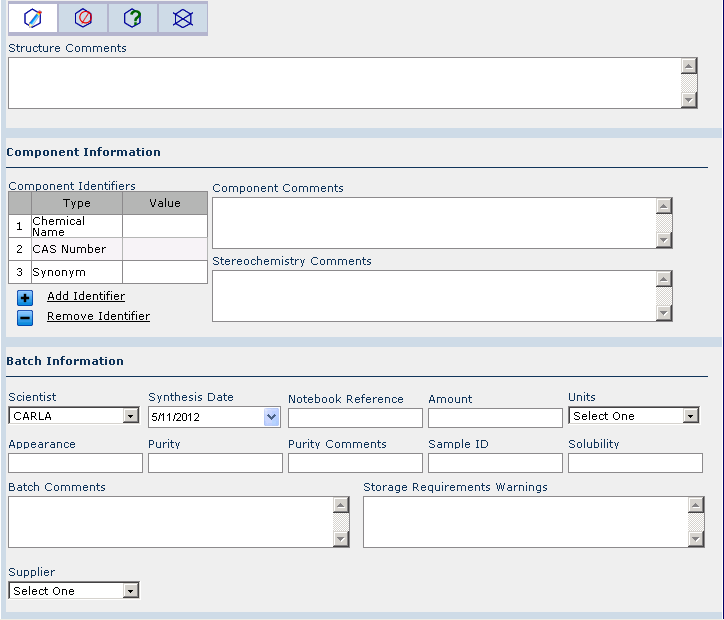 Structure Comments
Component Information
Component Identifiers
Component Comments
Type Value
1 Chemical Name
2 CAS Number
3 Synonym
Stereochemistry Comments
Add Identifier
Remove Identifier
Batch Information
Scientist Synthesis Date Notebook Reference Amount Units
CARLA 5/11/2012 Select One
Appearance Purity Purity Comments Sample ID Solubility
Batch Comments Storage Requirements Warnings
Supplier
Select One